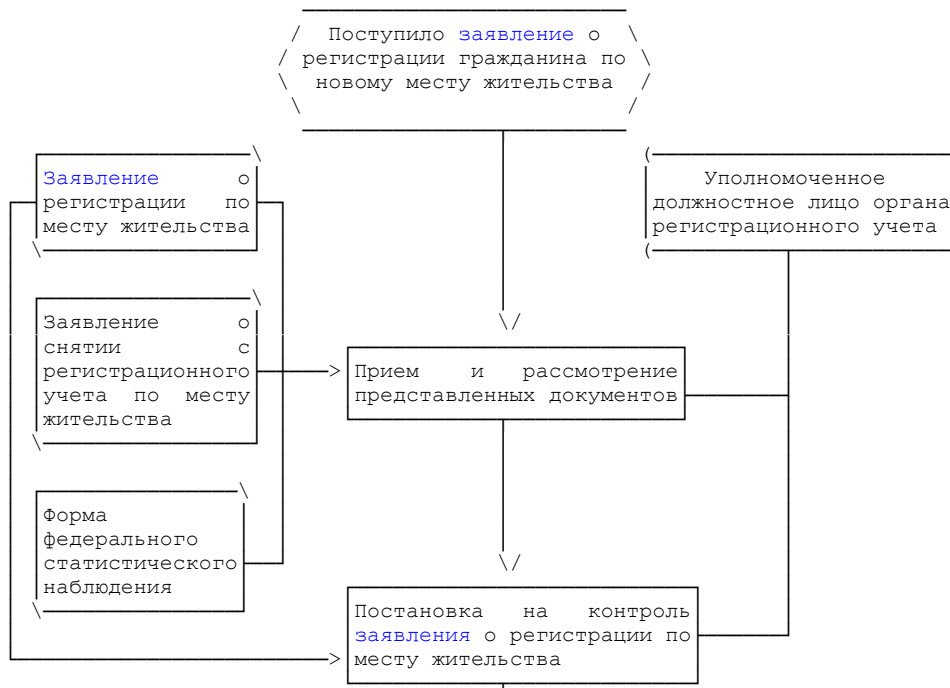 Поступило заявление о
регистрации гражданина по
новому месту жительства
Заявление о
регистрации по
месту жительства
Уполномоченное
должностное лицо органа
регистрационного учета
Заявление о
снятии с
регистрационного
учета по месту
жительства
Прием и рассмотрение
представленных документов
Форма
федерального
статистического
наблюдения
Постановка на контроль
заявления о регистрации по
месту жительства